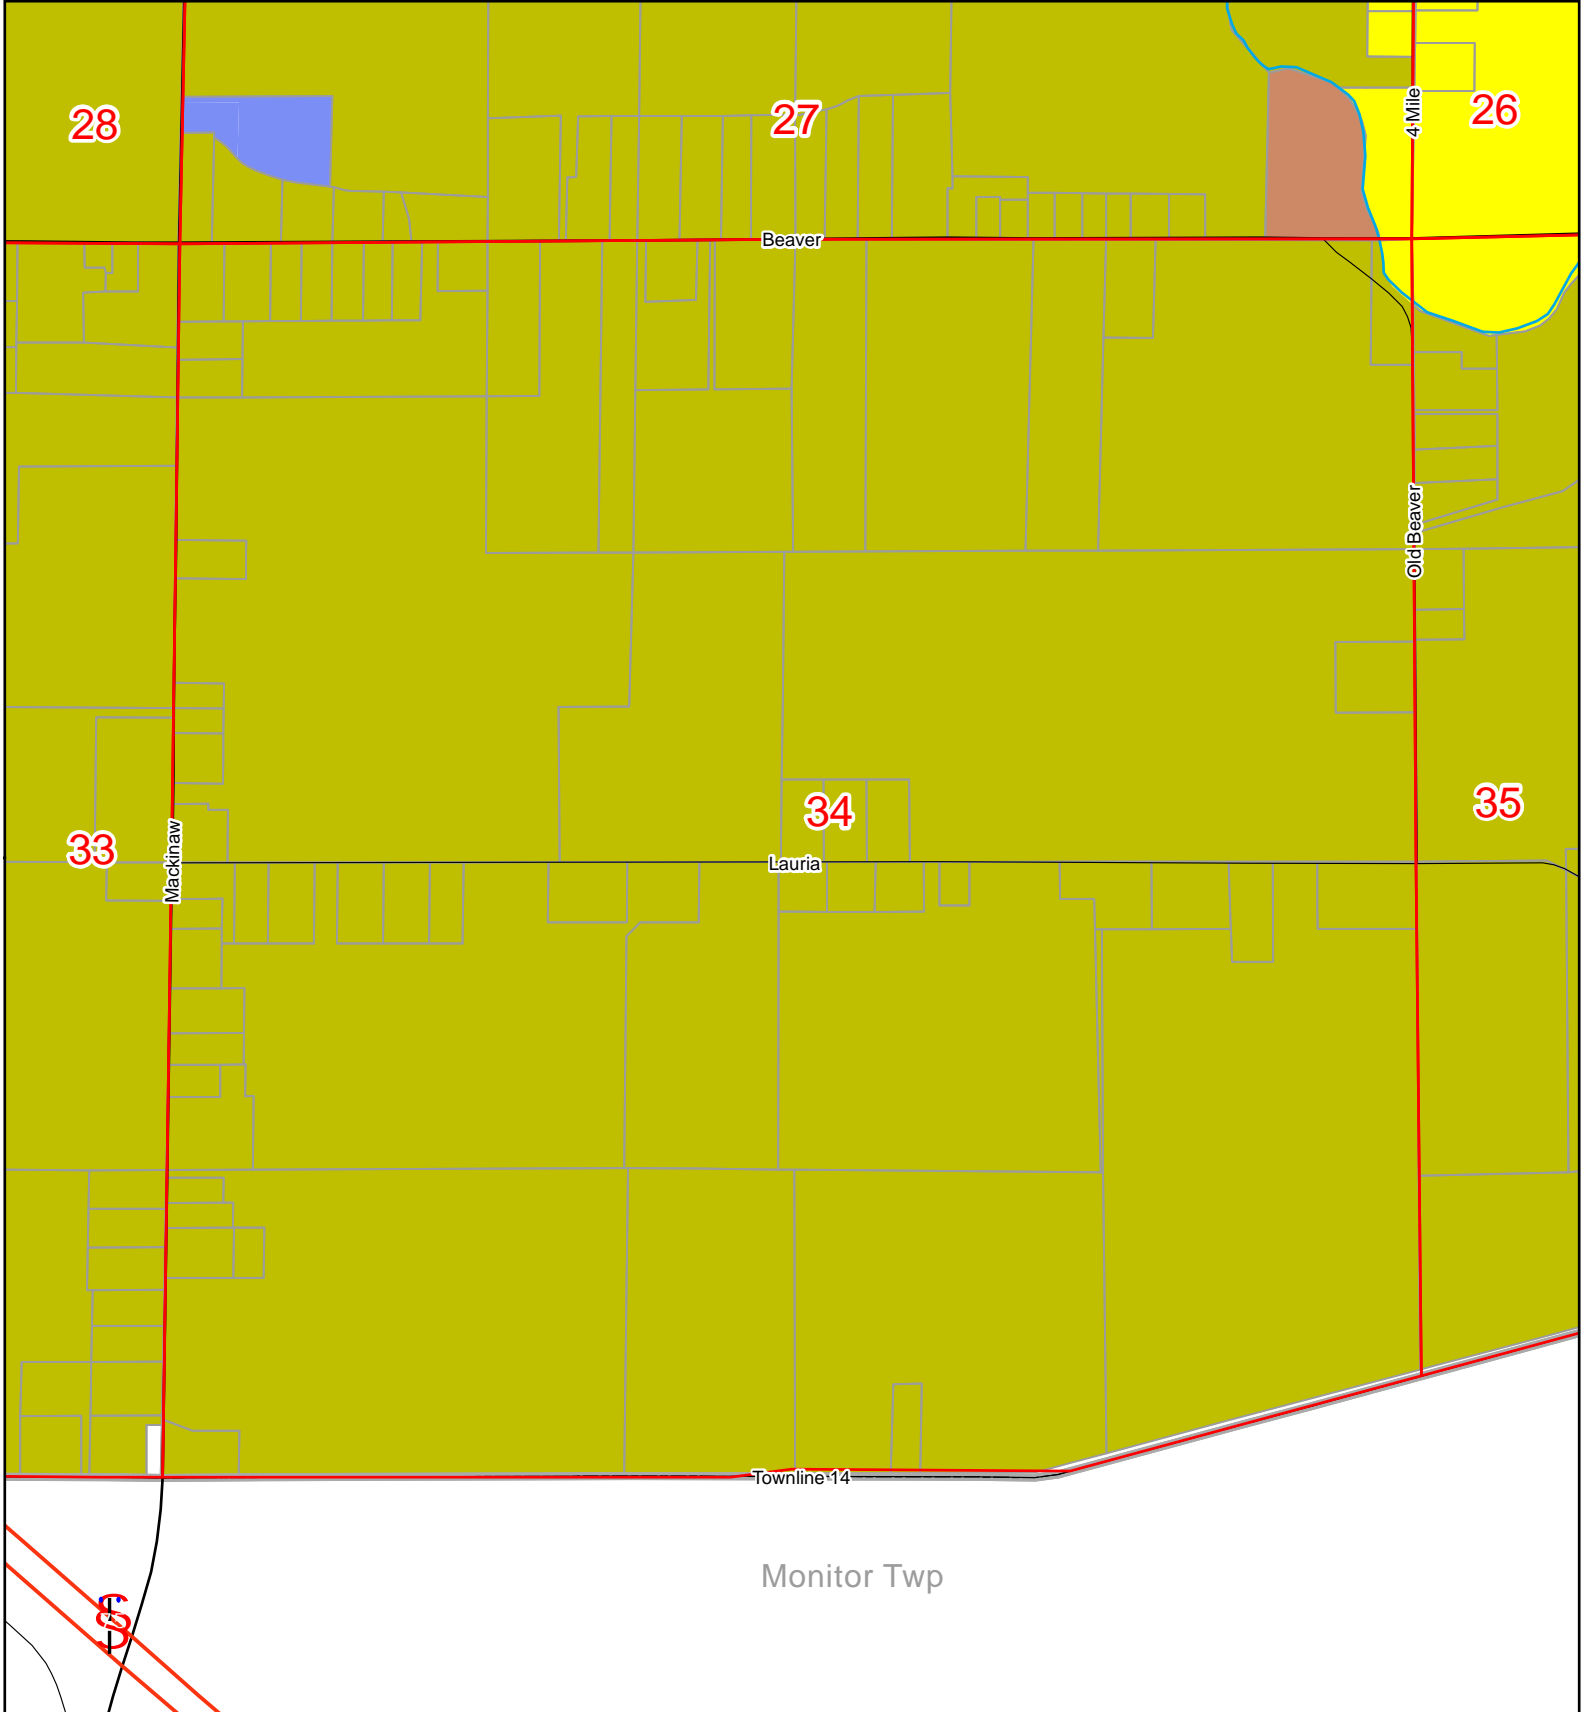 28
27
4 Mile
26
Beaver
Old Beaver
34
35
33
Mackinaw
Lauria
Townline 14
Monitor Twp